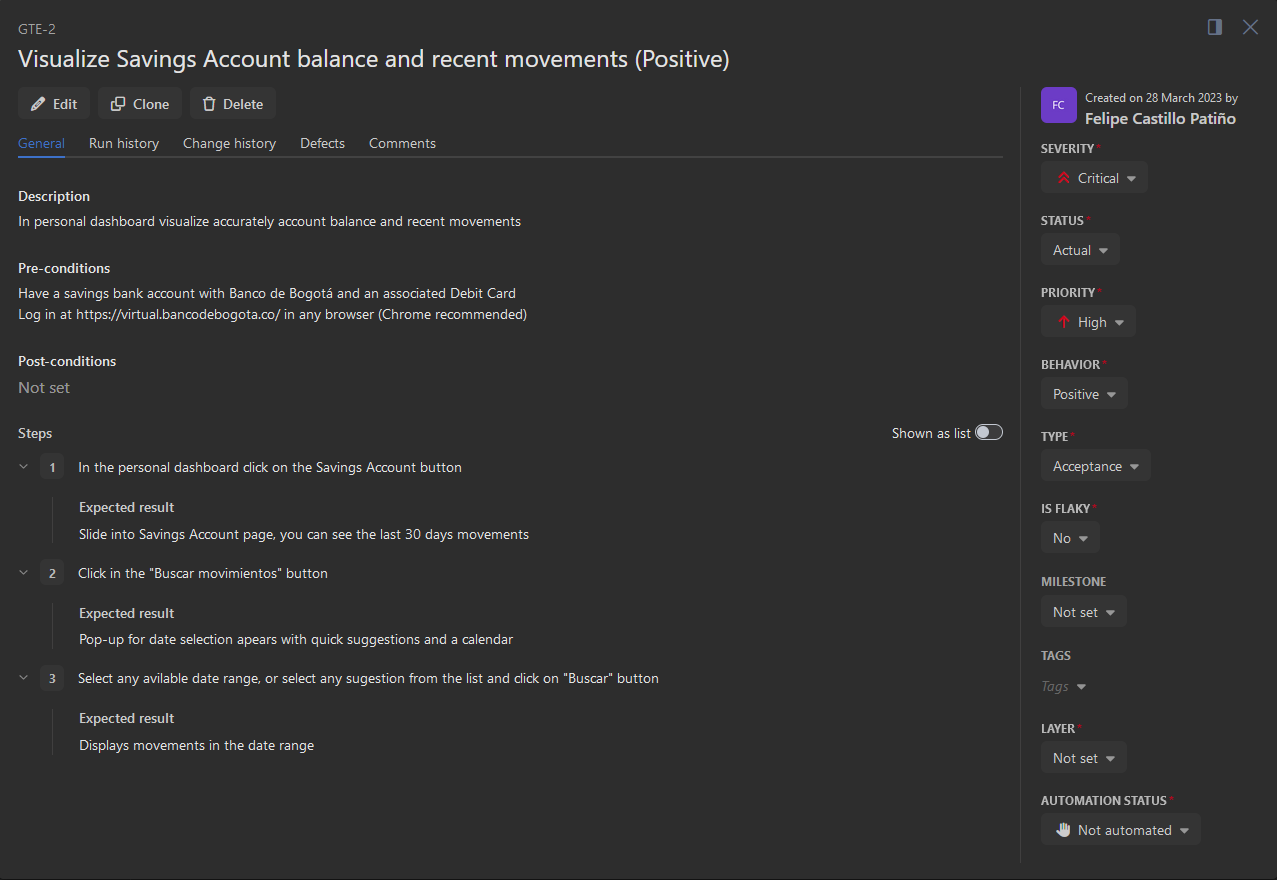 GTE-2
Visualize Savings Account balance and recent movements (Positive)
Edit
Clone
Delete
General
Run history
Change history
Defects
Comments
Description
In personal dashboard visualize accurately account balance and recent movements
Pre-conditions
Have a savings bank account with Banco de Bogotá and an associated Debit Card
Log in at https://virtual.bancodebogota.co/ in any browser (Chrome recommended)
Post-conditions
Not set
Steps
Shown as list
1 In the personal dashboard click on the Savings Account button
Expected result
Slide into Savings Account page, you can see the last 30 days movements
2 Click in the "Buscar movimientos" button
Expected result
Pop-up for date selection apears with quick suggestions and a calendar
3 Select any avilable date range, or select any sugestion from the list and click on "Buscar" button
Expected result
Displays movements in the date range
FC
Created on 28 March 2023 by
Felipe Castillo Patiño
SEVERITY*
Critical
STATUS*
Actual
PRIORITY*
High
BEHAVIOR*
Positive
TYPE*
Acceptance
IS FLAKY*
No
MILESTONE
Not set
TAGS
Tags
LAYER*
Not set
AUTOMATION STATUS*
Not automated